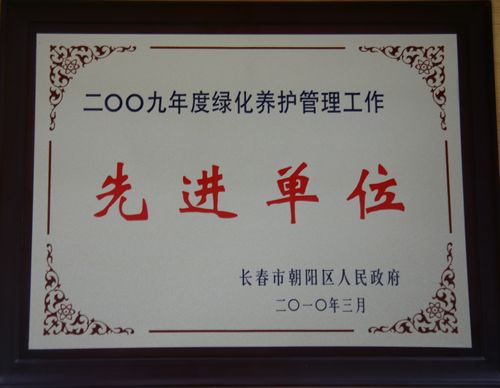 二〇〇九年度绿化养护管理工作
先进单位
长春市朝阳区人民政府
二〇一〇年三月